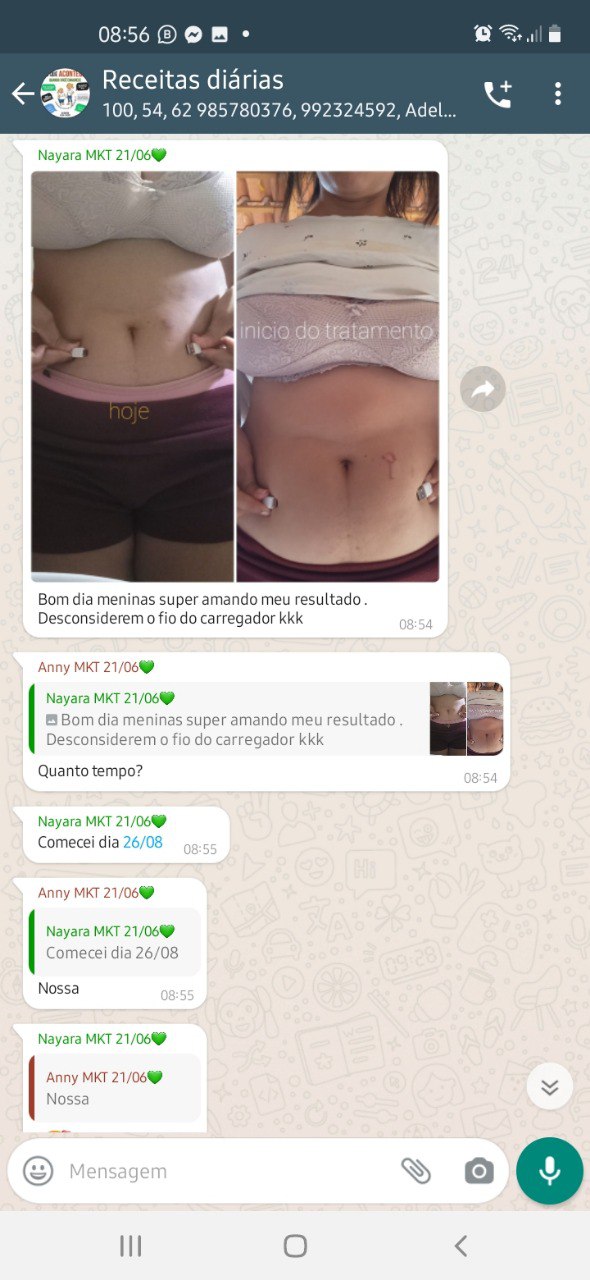 08:56
Receitas diárias
100, 54, 62 985780376, 992324592, Adel...
Nayara MKT 21/06💚
inicio do tratamento
hoje
Bom dia meninas super amando meu resultado .
Desconsiderem o fio do carregador kkk
08:54
Anny MKT 21/06💚
Nayara MKT 21/06💚
Bom dia meninas super amando meu resultado .
Desconsiderem o fio do carregador kkk
Quanto tempo?
08:54
Nayara MKT 21/06💚
Comecei dia 26/08
08:55
Anny MKT 21/06💚
Nayara MKT 21/06💚
Comecei dia 26/08
Nossa
08:55
Nayara MKT 21/06💚
Anny MKT 21/06💚
Nossa
Mensagem